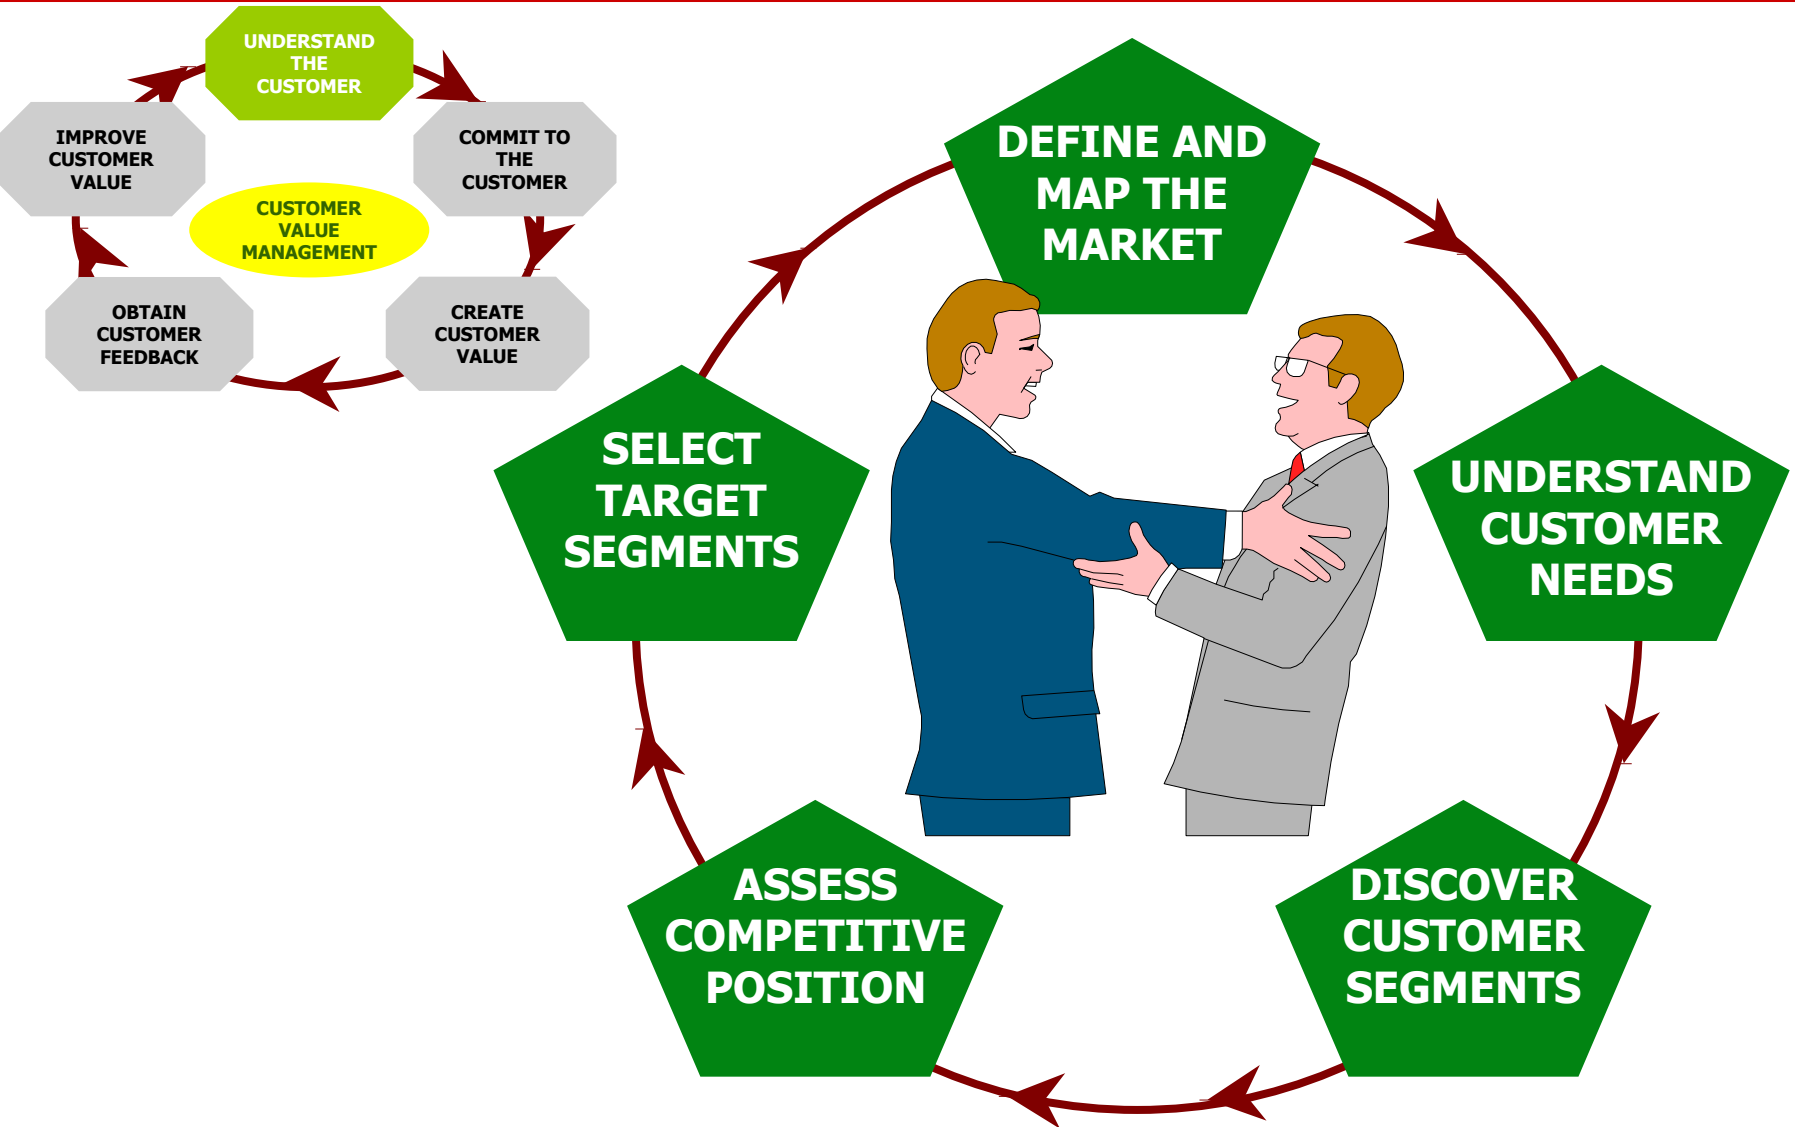 UNDERSTAND
THE
CUSTOMER
IMPROVE
CUSTOMER
VALUE
COMMIT TO
THE
CUSTOMER
CUSTOMER
VALUE
MANAGEMENT
OBTAIN
CUSTOMER
FEEDBACK
CREATE
CUSTOMER
VALUE
DEFINE AND
MAP THE
MARKET
SELECT
TARGET
SEGMENTS
UNDERSTAND
CUSTOMER
NEEDS
ASSESS
COMPETITIVE
POSITION
DISCOVER
CUSTOMER
SEGMENTS